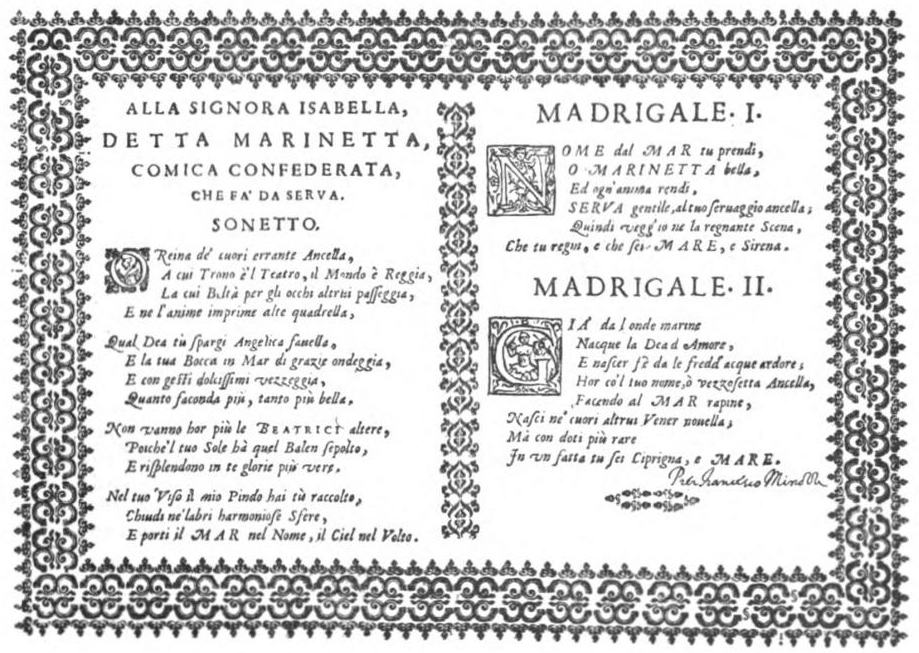 ALLA SIGNORA ISABELLA,
DETTA MARINETTA,
COMICA CONFEDERATA,
CHE FA' DA SERVA.
SONETTO.
O Reina de' cuori errante Ancella,
A cui Trono è'l Teatro, il Mondo è Reggia,
La cui Biltà per gli occhi altrui passeggia,
E ne l'anime imprime alte quadrella,
Qual Dea tù spargi Angelica fauella,
E la tua Bocca in Mar di grazie ondeggia,
E con gesti dolcissimi vezzeggia,
Quanto faconda più, tanto più bella.
Non vanno hor più le BEATRICI altere,
Poiche'l tuo Sole hà quel Balen sepolto,
E risplendono in te glorie più vere.
Nel tuo Viso il mio Pindo hai tù raccolto,
Chiudi ne' labri harmoniose Sfere,
E porti il MAR nel Nome, il Ciel nel Volto.
MADRIGALE. I.
NOME dal MAR tu prendi,
O MARINETTA bella,
Ed ogn'anima rendi,
SERVA gentile, al tuo seruaggio ancella;
Quindi vegg'io ne la regnante Scena,
Che tu regni, e che sei MARE, e Sirena.
MADRIGALE. II.
GIA' da l'onde marine
Nacque la Dea d'Amore,
E nascer fè da le fredd'acque ardore;
Hor co'l tuo nome, ò vezzosetta Ancella,
Facendo al MAR rapine,
Nasci ne' cuori altrui Vener nouella;
Mà con doti più rare
In vn fatta tu sei Ciprigna, e MARE.